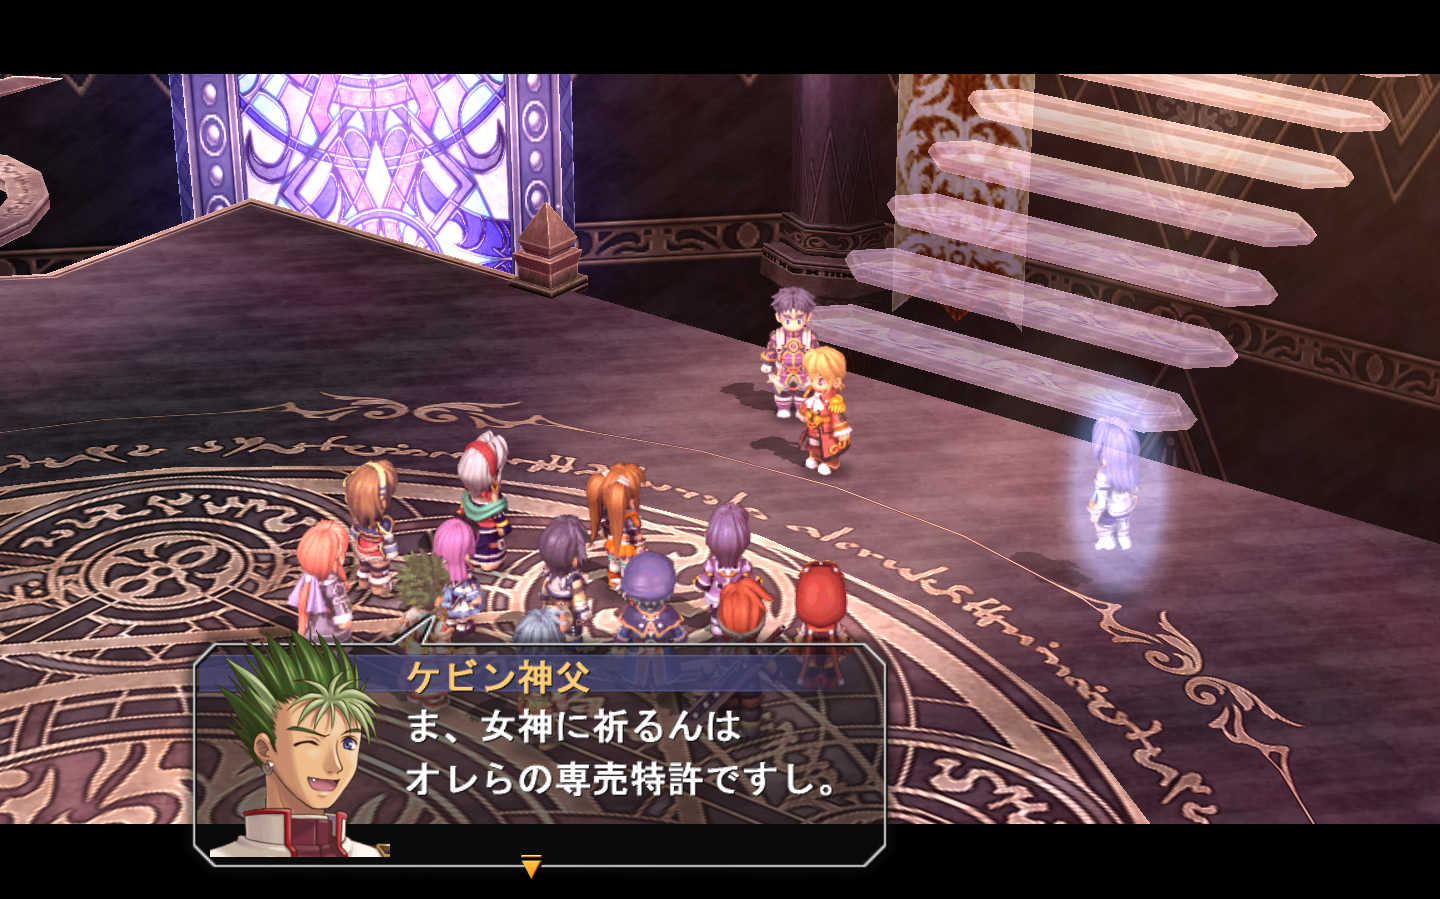 ケビン神父
ま、女神に祈るんは
オレらの専売特許ですし。